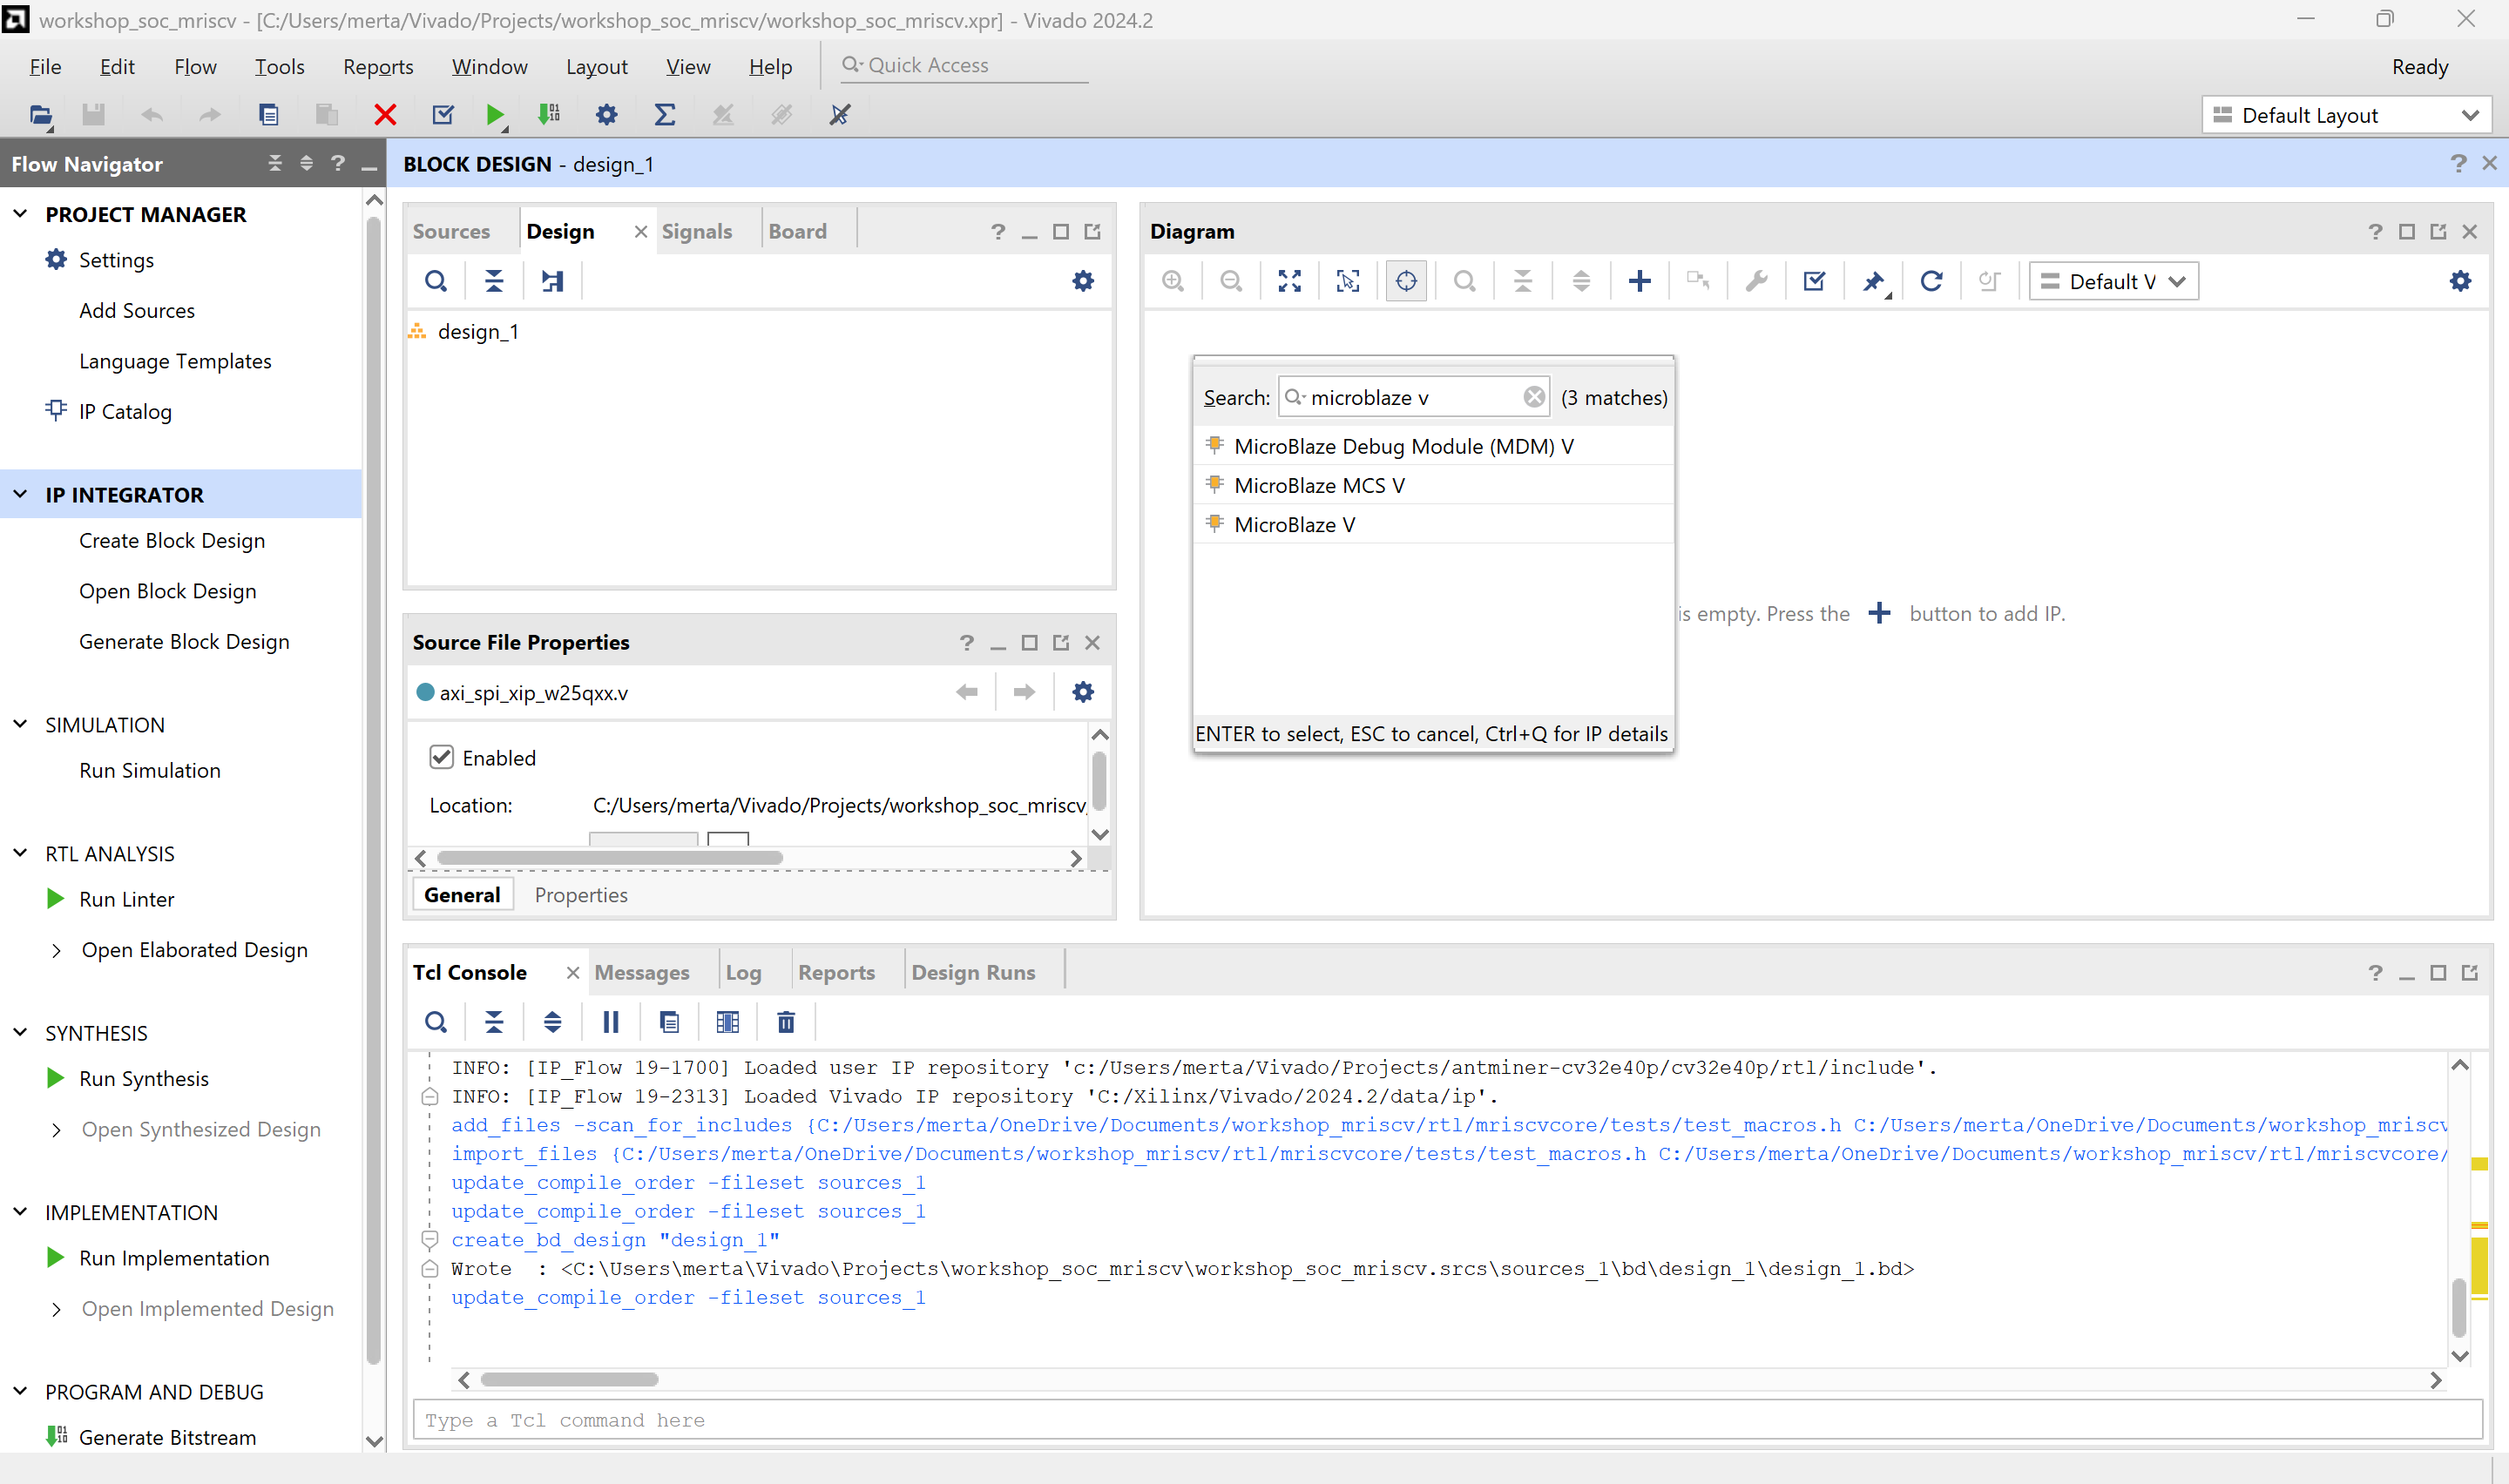 workshop_soc_mriscv - [C:/Users/merta/Vivado/Projects/workshop_soc_mriscv/workshop_soc_mriscv.xpr] - Vivado 2024.2
File Edit Flow Tools Reports Window Layout View Help Quick Access Ready
Default Layout
Flow Navigator
PROJECT MANAGER
Settings
Add Sources
Language Templates
IP Catalog
IP INTEGRATOR
Create Block Design
Open Block Design
Generate Block Design
SIMULATION
Run Simulation
RTL ANALYSIS
Run Linter
Open Elaborated Design
SYNTHESIS
Run Synthesis
Open Synthesized Design
IMPLEMENTATION
Run Implementation
Open Implemented Design
PROGRAM AND DEBUG
Generate Bitstream
BLOCK DESIGN - design_1
Sources Design Signals Board
design_1
Source File Properties
axi_spi_xip_w25qxx.v
Enabled
Location: C:/Users/merta/Vivado/Projects/workshop_soc_mriscv
General Properties
Diagram
Default V
Search: microblaze v (3 matches)
MicroBlaze Debug Module (MDM) V
MicroBlaze MCS V
MicroBlaze V
ENTER to select, ESC to cancel, Ctrl+Q for IP details
is empty. Press the button to add IP.
Tcl Console Messages Log Reports Design Runs
INFO: [IP_Flow 19-1700] Loaded user IP repository 'c:/Users/merta/Vivado/Projects/antminer-cv32e40p/cv32e40p/rtl/include'.
INFO: [IP_Flow 19-2313] Loaded Vivado IP repository 'C:/Xilinx/Vivado/2024.2/data/ip'.
add_files -scan_for_includes {C:/Users/merta/OneDrive/Documents/workshop_mriscv/rtl/mriscvcore/tests/test_macros.h C:/Users/merta/OneDrive/Documents/workshop_mriscv
import_files {C:/Users/merta/OneDrive/Documents/workshop_mriscv/rtl/mriscvcore/tests/test_macros.h C:/Users/merta/OneDrive/Documents/workshop_mriscv/rtl/mriscvcore/
update_compile_order -fileset sources_1
update_compile_order -fileset sources_1
create_bd_design "design_1"
Wrote : <C:\Users\merta\Vivado\Projects\workshop_soc_mriscv\workshop_soc_mriscv.srcs\sources_1\bd\design_1\design_1.bd>
update_compile_order -fileset sources_1
Type a Tcl command here